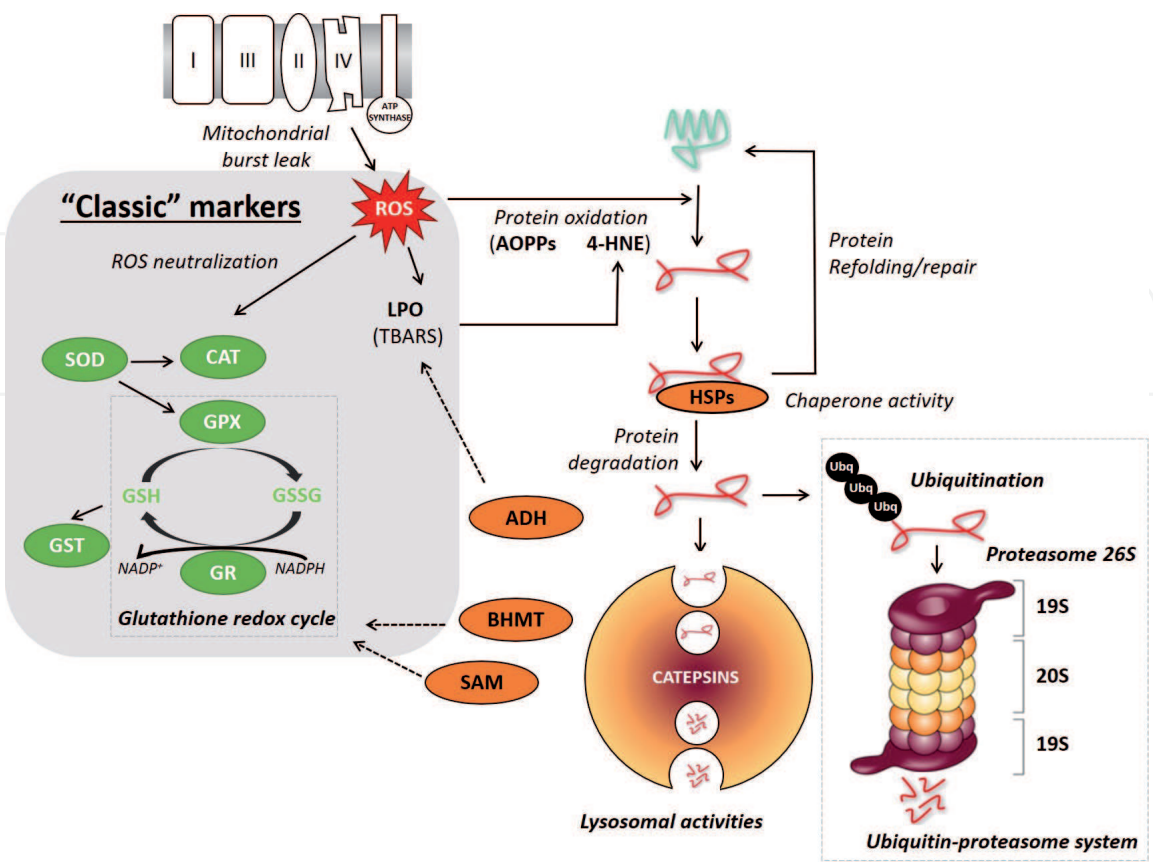 I
III
II
IV
ATP
SYNTHASE
Mitochondrial
burst leak
"Classic" markers
ROS
ROS neutralization
Protein oxidation
(AOPPs 4-HNE)
Protein
Refolding/repair
LPO
(TBARS)
SOD
CAT
GPX
HSPs
Chaperone activity
Protein
degradation
GSH
GSSG
GST
NADP⁺
GR
NADPH
Glutathione redox cycle
ADH
BHMT
SAM
CATEPSINS
Lysosomal activities
Ubq
Ubq
Ubq
Ubiquitination
Proteasome 26S
19S
20S
19S
Ubiquitin-proteasome system